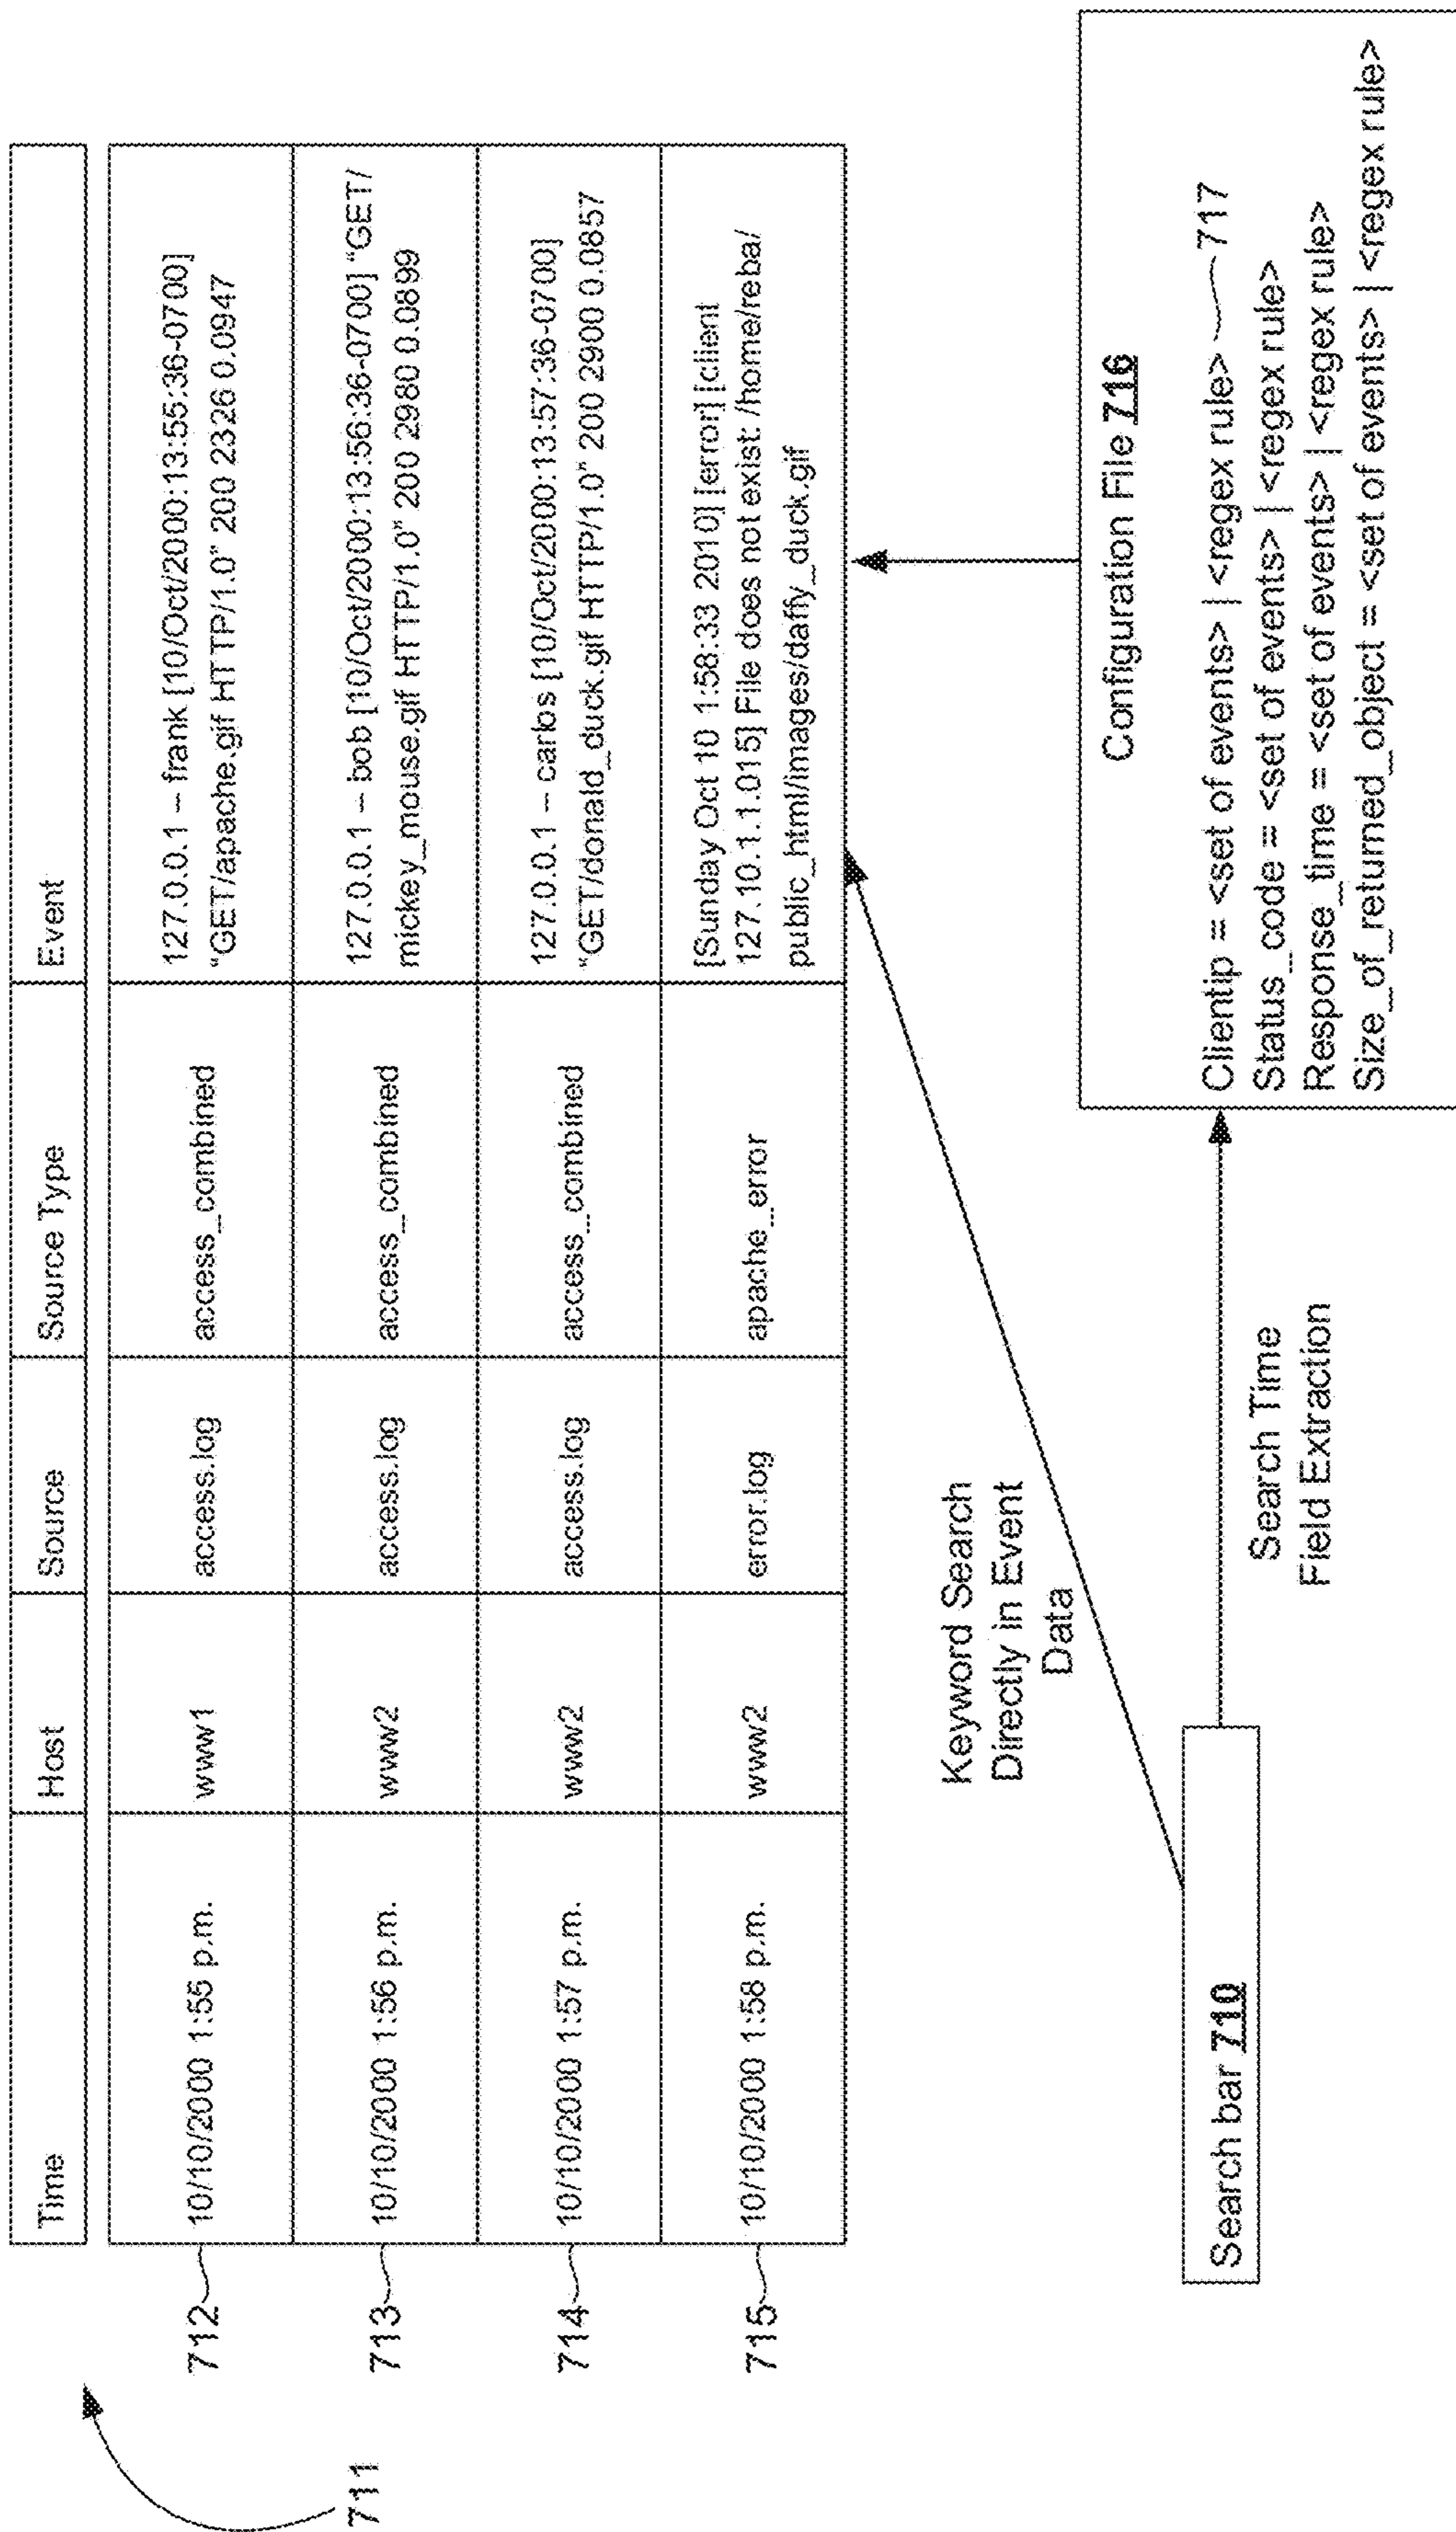 711
Time
Host
Source
Source Type
Event
712
10/10/2000 1:55 p.m.
www1
access.log
access_combined
127.0.0.1 – frank [10/Oct/2000:13:55:36-0700]
“GET/apache.gif HTTP/1.0” 200 2326 0.0947
713
10/10/2000 1:56 p.m.
www2
access.log
access_combined
127.0.0.1 – bob [10/Oct/2000:13:56:36-0700] “GET/
mickey_mouse.gif HTTP/1.0” 200 2980 0.0899
714
10/10/2000 1:57 p.m.
www2
access.log
access_combined
127.0.0.1 – carlos [10/Oct/2000:13:57:36-0700]
“GET/donald_duck.gif HTTP/1.0” 200 2900 0.0857
715
10/10/2000 1:58 p.m.
www2
error.log
apache_error
[Sunday Oct 10 1:58:33 2010] [error] [client
127.10.1.1.015] File does not exist: /home/reba/
public_html/images/daffy_duck.gif
Keyword Search
Directly in Event
Data
Search bar 710
Search Time
Field Extraction
Configuration File 716
Clientip = <set of events> | <regex rule> 717
Status_code = <set of events> | <regex rule>
Response_time = <set of events> | <regex rule>
Size_of_returned_object = <set of events> | <regex rule>